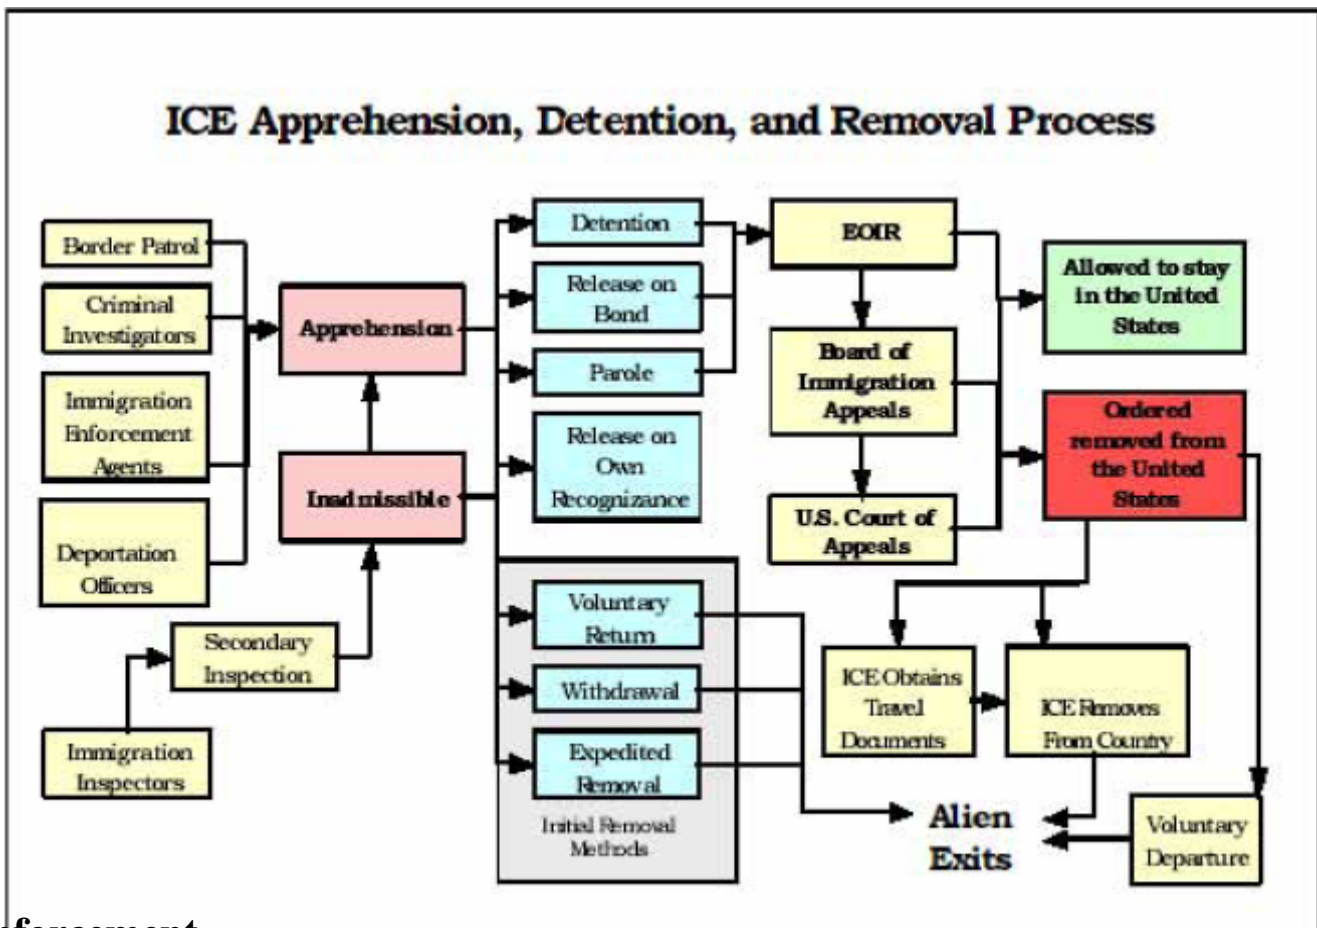 ICE Apprehension, Detention, and Removal Process
Border Patrol
Criminal
Investigators
Immigration
Enforcement
Agents
Deportation
Officers
Secondary
Inspection
Immigration
Inspectors
Apprehension
Inadmissible
Detention
Release on
Bond
Parole
Release on
Own
Recognizance
Voluntary
Return
Withdrawal
Expedited
Removal
Initial Removal
Methods
EOIR
Board of
Immigration
Appeals
U.S. Court of
Appeals
Allowed to stay
in the United
States
Ordered
removed from
the United
States
ICE Obtains
Travel
Documents
ICE Removes
From Country
Alien
Exits
Voluntary
Departure